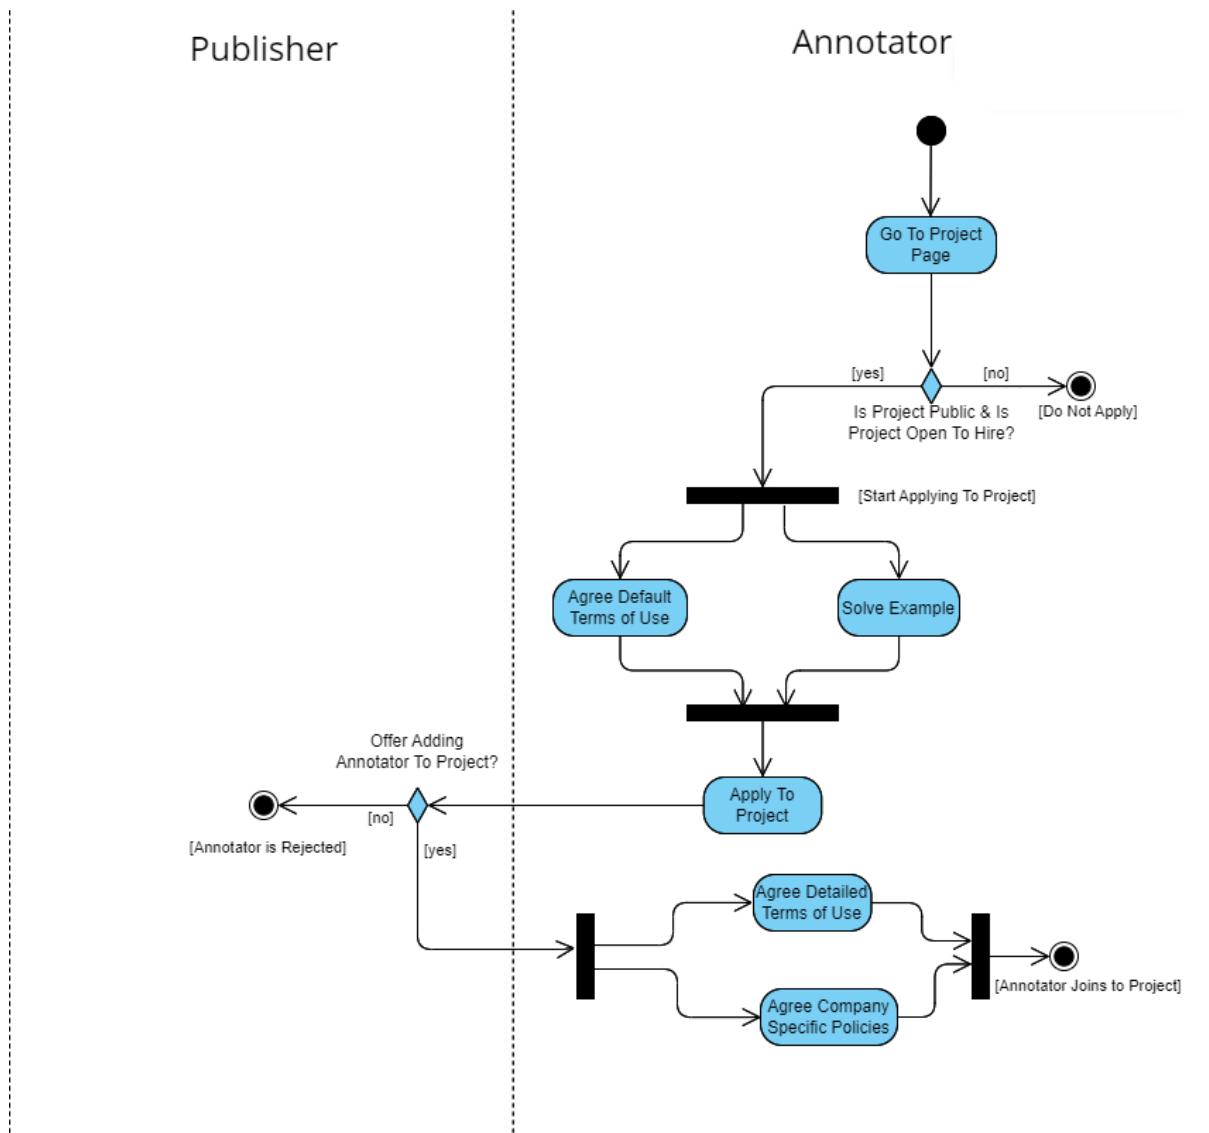 Publisher
Annotator
Go To Project
Page
[yes]
[no]
Is Project Public & Is
Project Open To Hire?
[Do Not Apply]
[Start Applying To Project]
Agree Default
Terms of Use
Solve Example
Offer Adding
Annotator To Project?
Apply To
Project
[no]
[Annotator is Rejected]
[yes]
Agree Detailed
Terms of Use
[Annotator Joins to Project]
Agree Company
Specific Policies